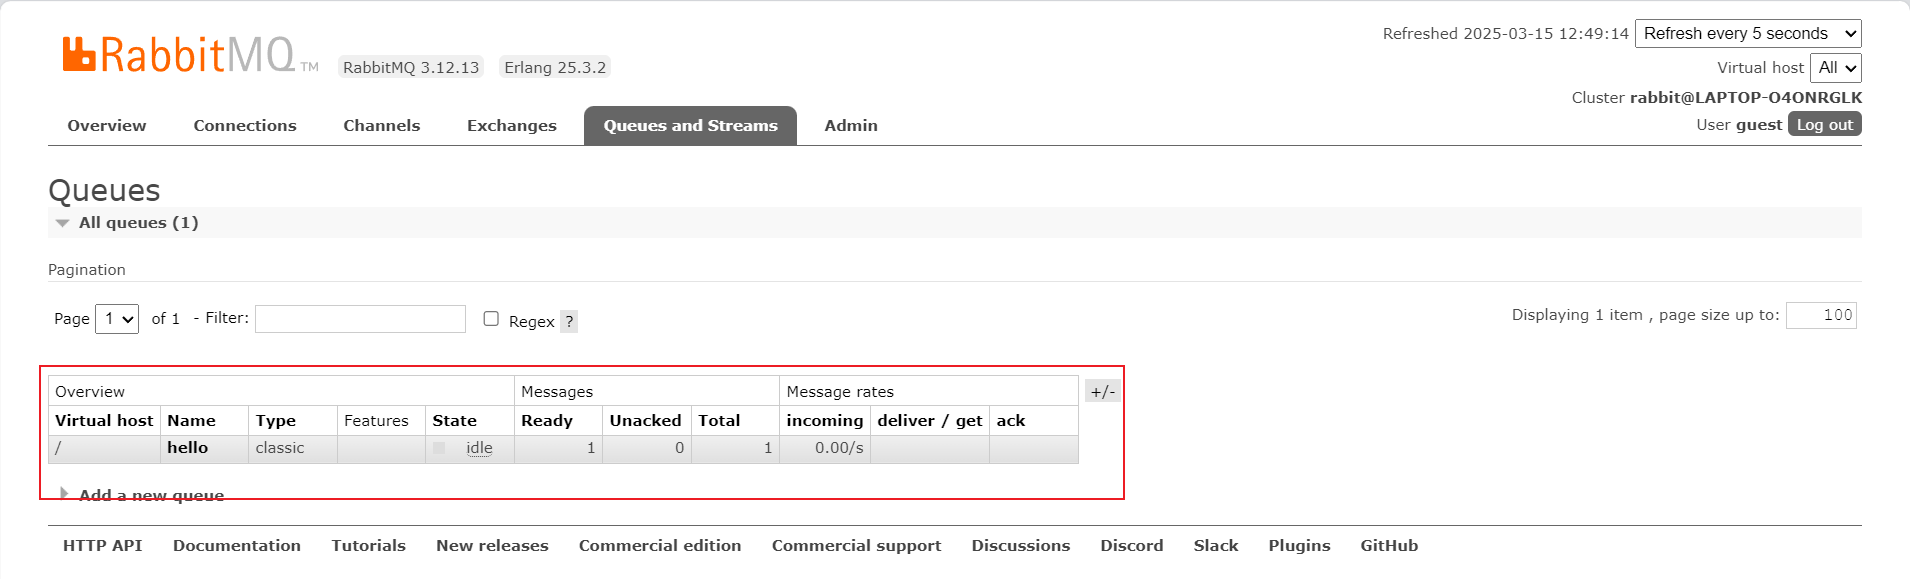 Refreshed 2025-03-15 12:49:14 Refresh every 5 seconds
RabbitMQ TM RabbitMQ 3.12.13 Erlang 25.3.2
Virtual host All
Cluster rabbit@LAPTOP-O4ONRGLK
User guest Log out
Overview Connections Channels Exchanges Queues and Streams Admin
Queues
All queues (1)
Pagination
Page 1 of 1 - Filter: Regex ? Displaying 1 item , page size up to: 100
Overview Messages Message rates +/-
Virtual host Name Type Features State Ready Unacked Total incoming deliver / get ack
/ hello classic idle 1 0 1 0.00/s
Add a new queue
HTTP API Documentation Tutorials New releases Commercial edition Commercial support Discussions Discord Slack Plugins GitHub